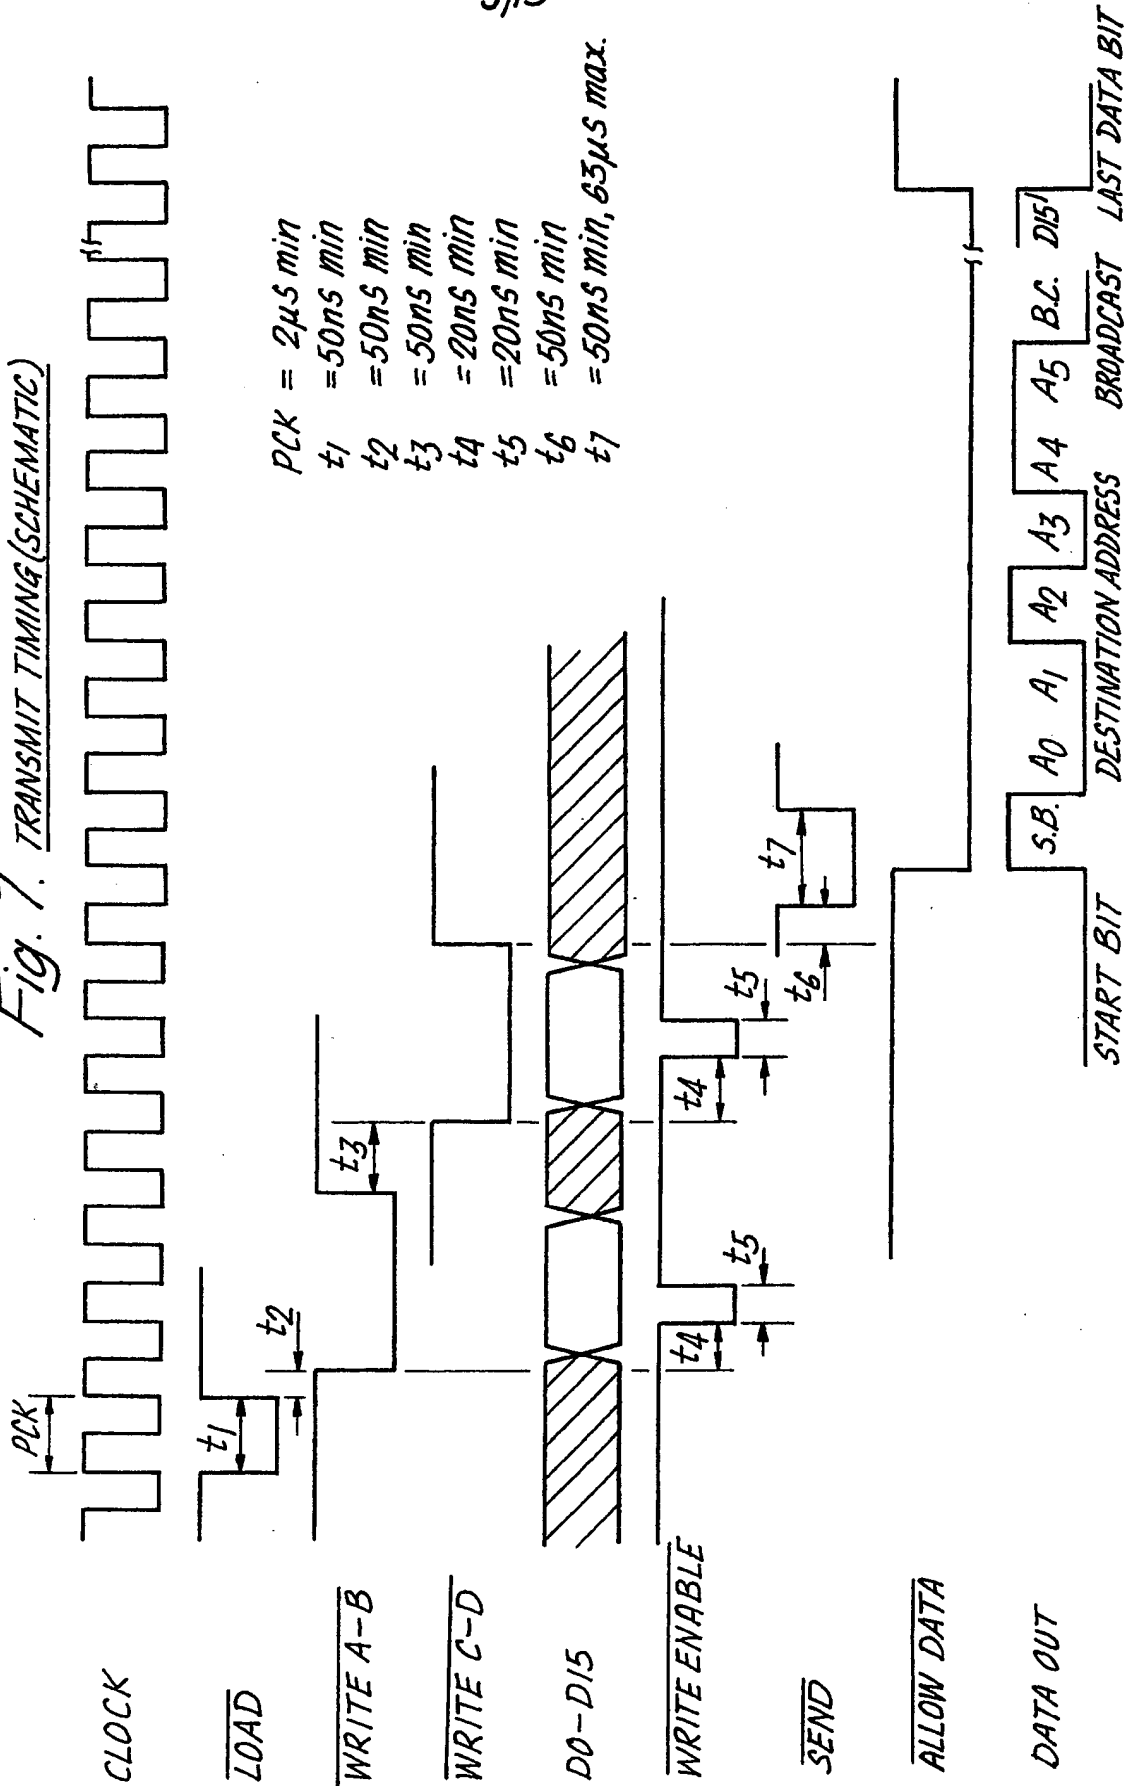 Fig. 7. TRANSMIT TIMING (SCHEMATIC)
PCK
CLOCK
LOAD
t1
t2
WRITE A-B
t3
WRITE C-D
D0-D15
WRITE ENABLE
t4
t5
t4
t5
t6
t7
SEND
ALLOW DATA
DATA OUT
S.B. A0 A1 A2 A3 A4 A5 B.C. D15
START BIT DESTINATION ADDRESS BROADCAST LAST DATA BIT
PCK = 2µs min
t1 = 50ns min
t2 = 50ns min
t3 = 50ns min
t4 = 20ns min
t5 = 20ns min
t6 = 50ns min
t7 = 50ns min, 63µs max.